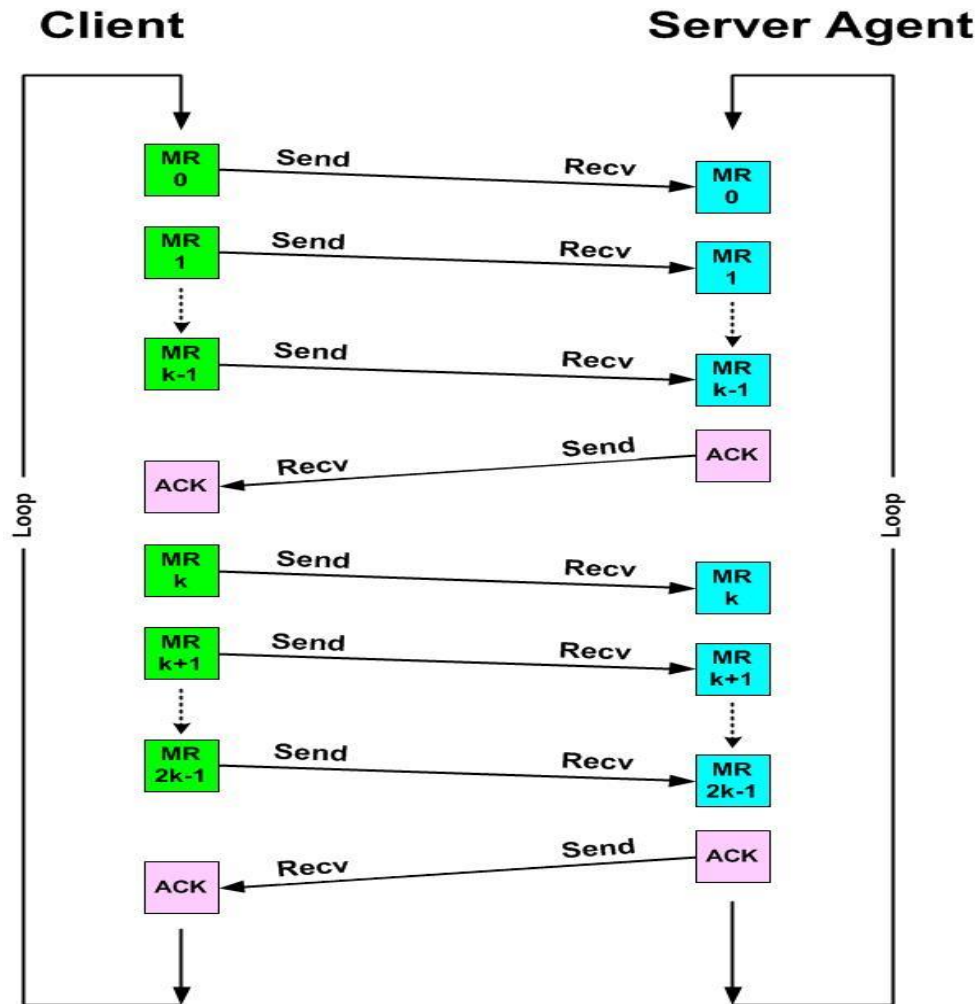 Client Server Agent
MR
0
Send
Recv
MR
0
MR
1
Send
Recv
MR
1
MR
k-1
Send
Recv
MR
k-1
ACK
Recv
Send
ACK
Loop
Loop
MR
k
Send
Recv
MR
k
MR
k+1
Send
Recv
MR
k+1
MR
2k-1
Send
Recv
MR
2k-1
ACK
Recv
Send
ACK